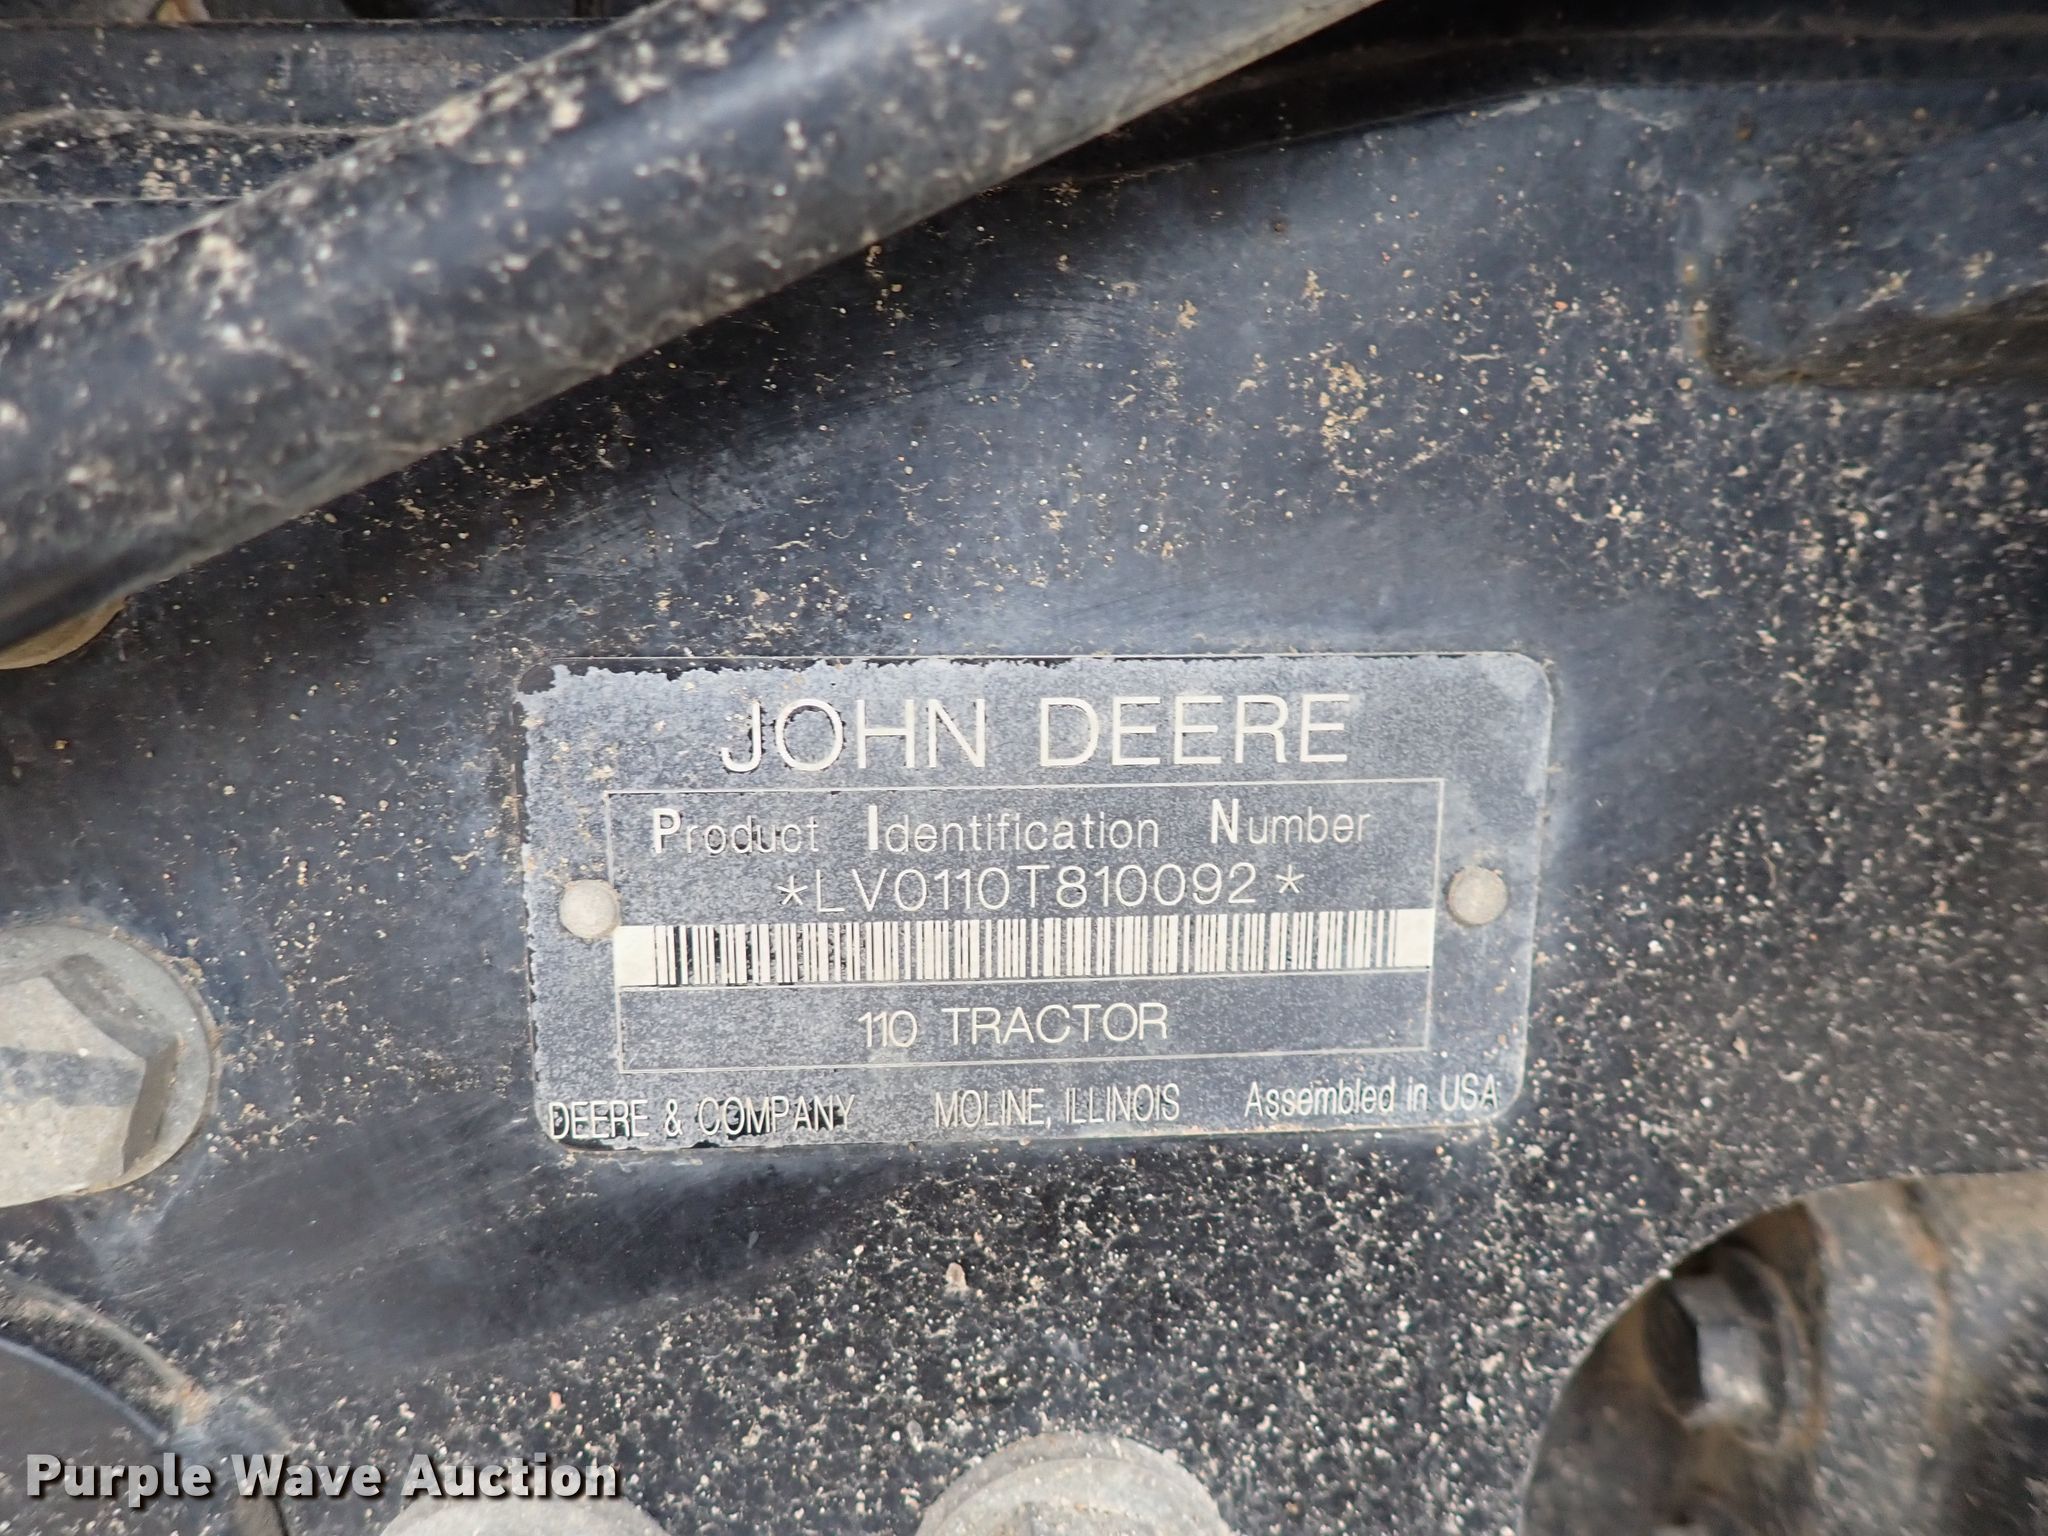 JOHN DEERE
Product Identification Number
*LV0110T810092*
110 TRACTOR
DEERE & COMPANY MOLINE, ILLINOIS Assembled in USA
Purple Wave Auction